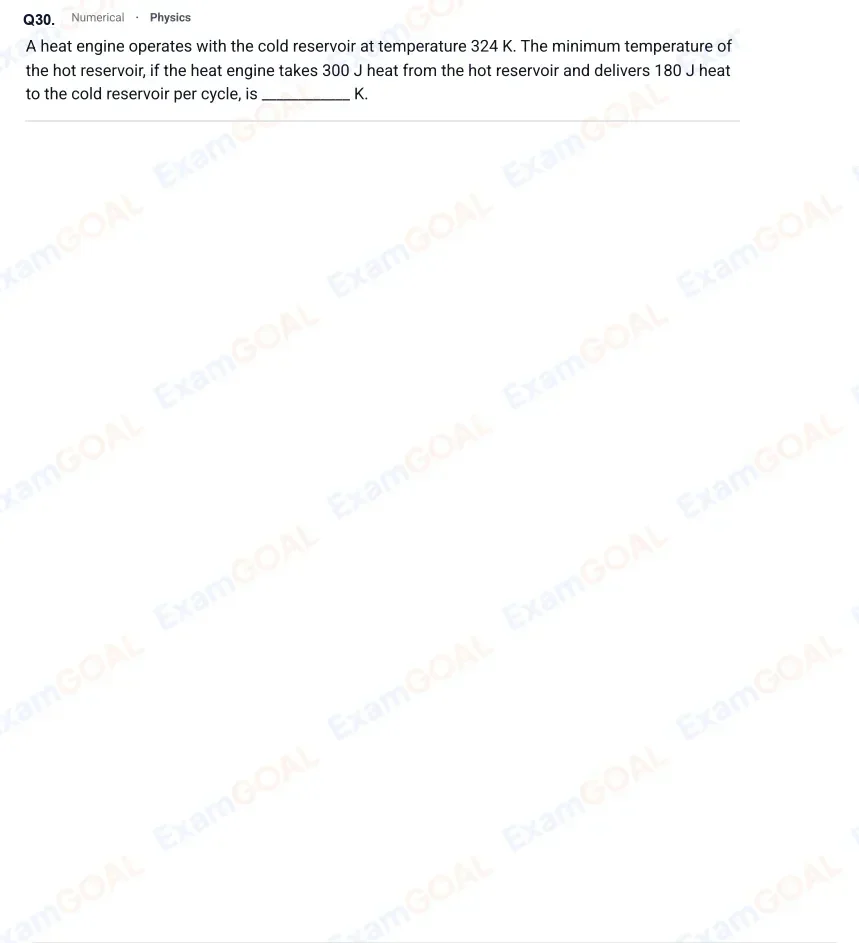 Q30. Numerical · Physics
A heat engine operates with the cold reservoir at temperature 324 K. The minimum temperature of
the hot reservoir, if the heat engine takes 300 J heat from the hot reservoir and delivers 180 J heat
to the cold reservoir per cycle, is ____________ K.
ExamGOAL